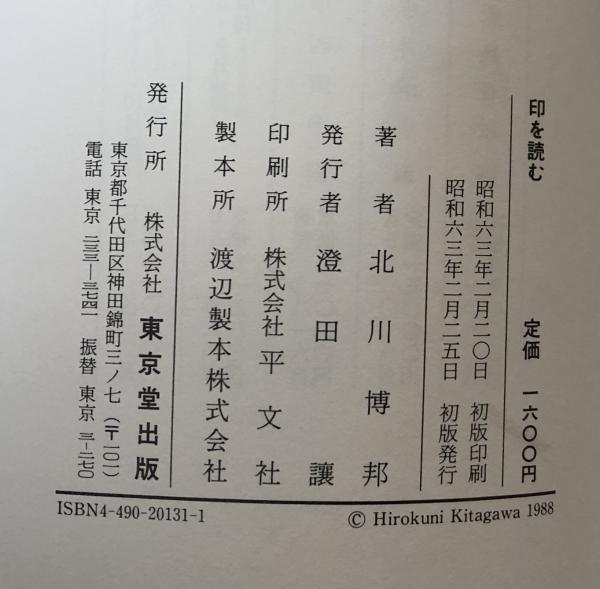 印を読む　定価　一六〇〇円
昭和六三年二月二〇日　初版印刷
昭和六三年二月二五日　初版発行
著者　北川博邦
発行者　澄田譲
印刷所　株式会社平文社
製本所　渡辺製本株式会社
発行所　株式会社　東京堂出版
東京都千代田区神田錦町三ノ七（〒一〇一）
電話　東京　二三三―三七四一　振替　東京　三―二七〇
ISBN4-490-20131-1
© Hirokuni Kitagawa 1988